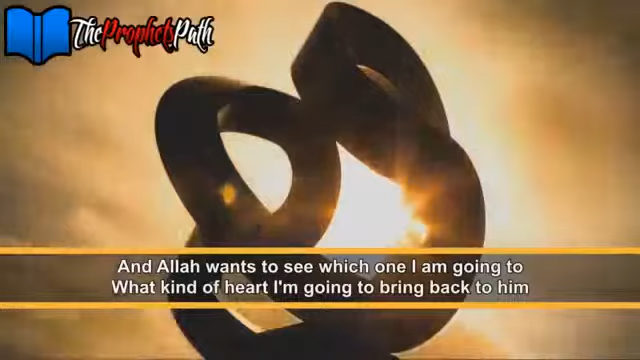 ThePropheтsPath
And Allah wants to see which one I am going to
What kind of heart I'm going to bring back to him